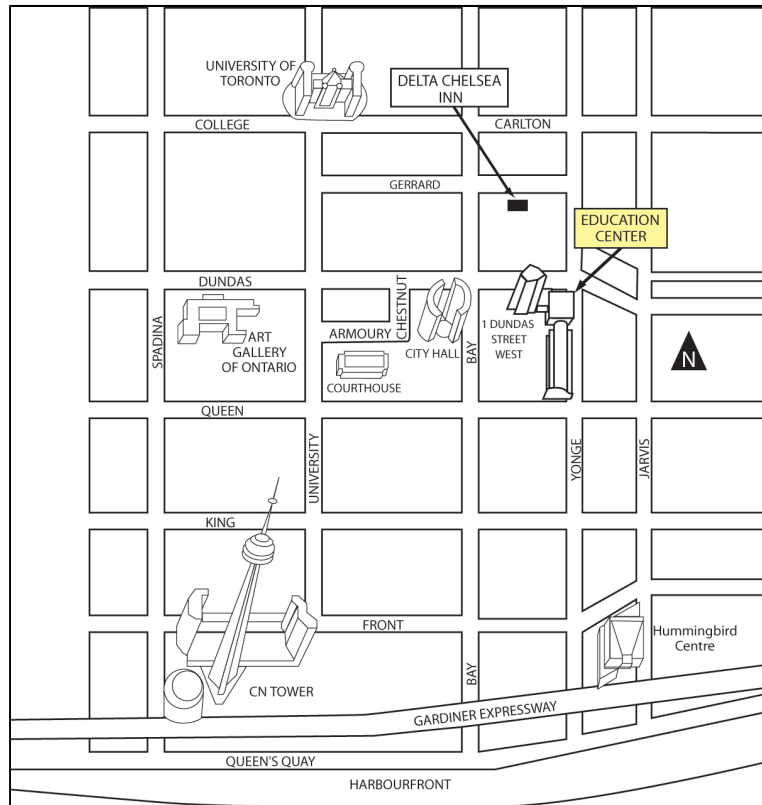 UNIVERSITY OF
TORONTO
DELTA CHELSEA
INN
COLLEGE
CARLTON
GERRARD
EDUCATION
CENTER
DUNDAS
CHESTNUT
SPADINA
ART
GALLERY
OF ONTARIO
ARMOURY
CITY HALL
COURTHOUSE
BAY
1 DUNDAS
STREET
WEST
N
QUEEN
UNIVERSITY
YONGE
JARVIS
KING
FRONT
Hummingbird
Centre
CN TOWER
BAY
GARDINER EXPRESSWAY
QUEEN'S QUAY
HARBOURFRONT